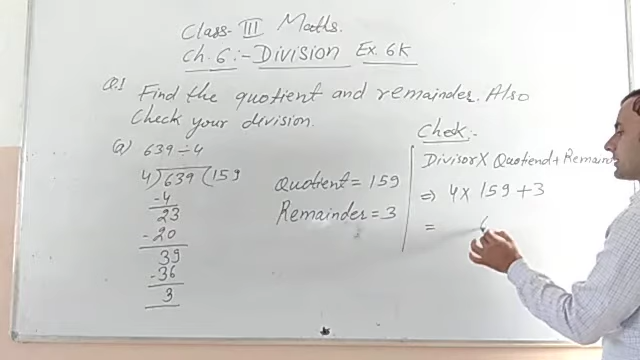 Class- III Maths.
Ch. 6:- Division Ex. 6K
Q.1 Find the quotient and remainder. Also
Check your division.
a) 639 ÷ 4
4)639(159
-4
23
-20
39
-36
3
Quotient = 159
Remainder = 3
Check:-
Divisor X Quotiend + Remain
⇒ 4 X 159 + 3
=